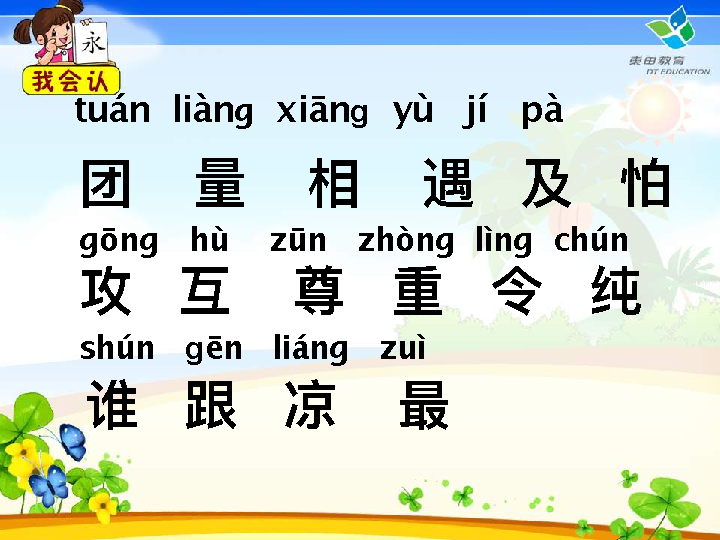 永
我会认
東田教育
DT EDUCATION
tuán liàng xiāng yù jí pà
团 量 相 遇 及 怕
gōng hù zūn zhòng lìng chún
攻 互 尊 重 令 纯
shún gēn liáng zuì
谁 跟 凉 最